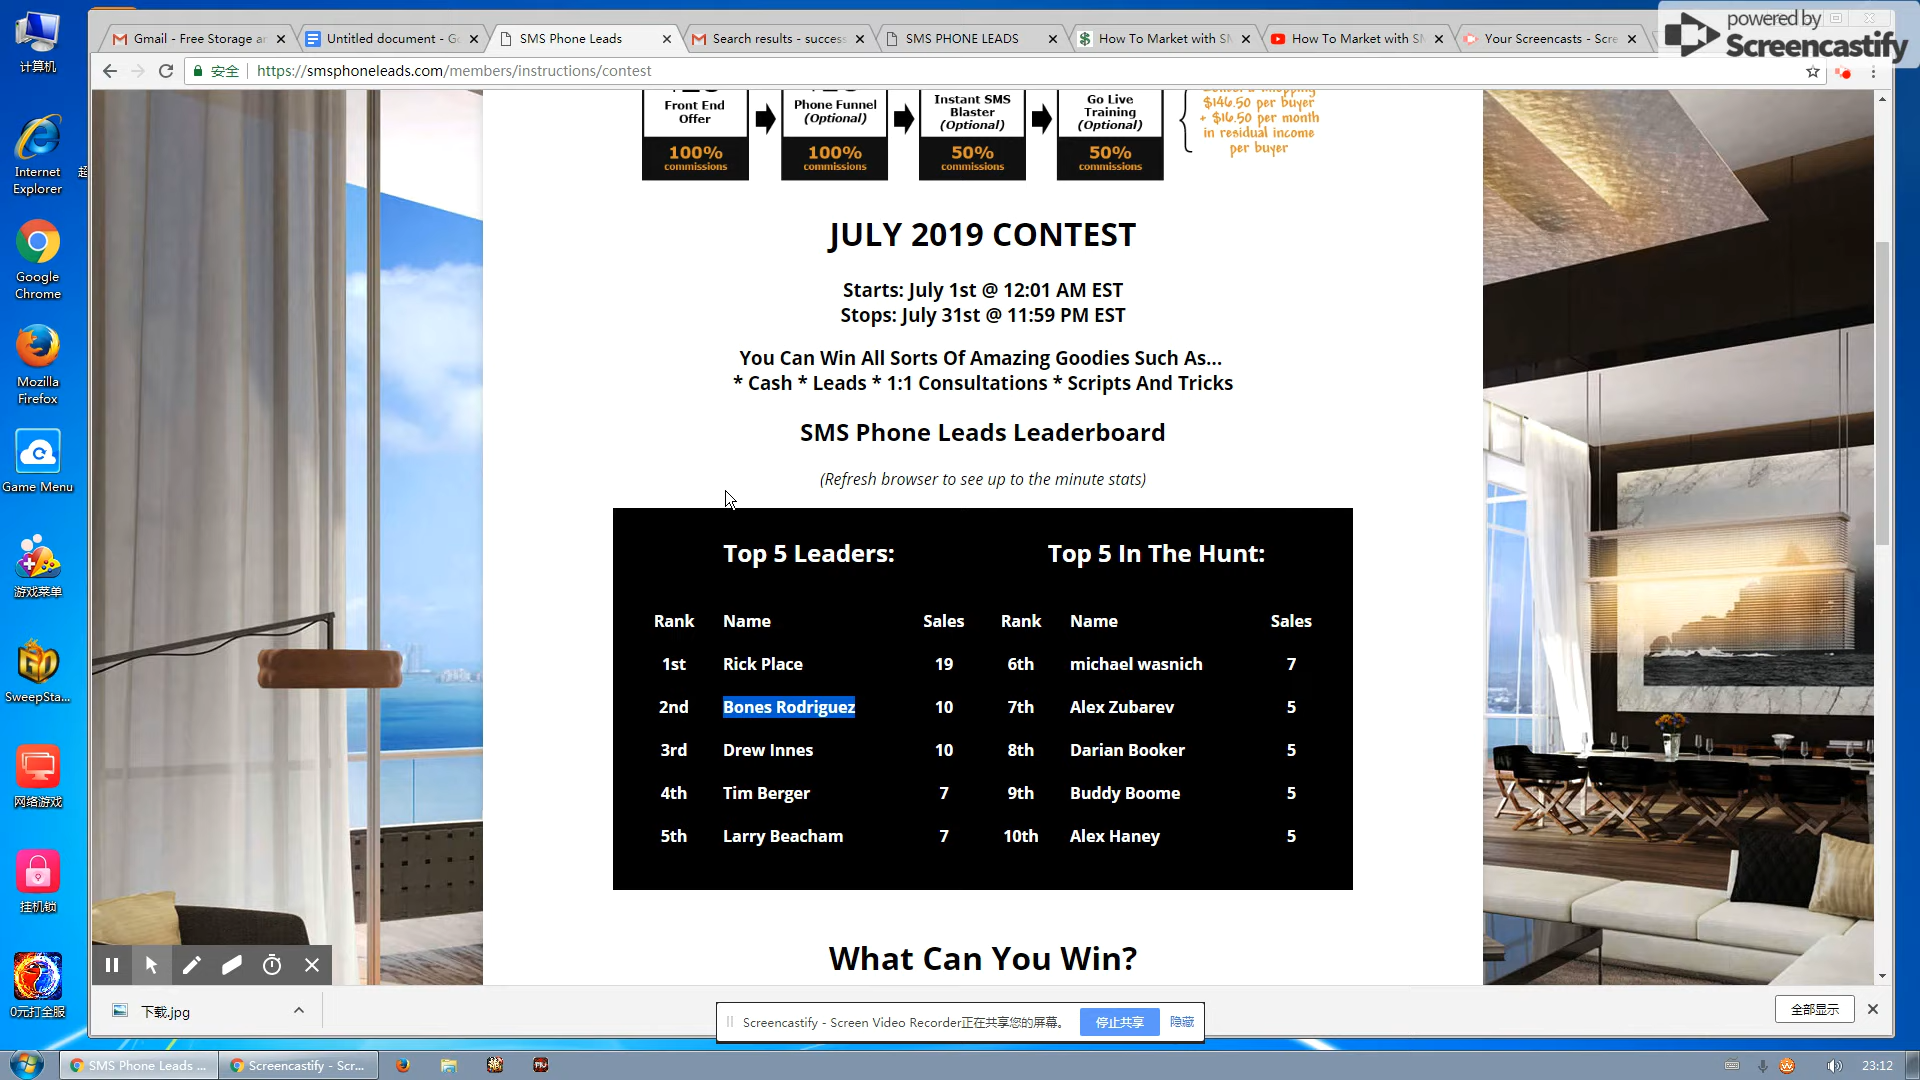 powered by
Screencastify
Gmail - Free Storage an
Untitled document - Go
SMS Phone Leads
Search results - success
SMS PHONE LEADS
How To Market with SM
How To Market with SM
Your Screencasts - Scre
安全
https://smsphoneleads.com/members/instructions/contest
计算机
Internet
Explorer
Google
Chrome
Mozilla
Firefox
Game Menu
游戏菜单
SweepSta...
网络游戏
挂机锁
0元打全服
Front End
Offer
100%
commissions
Phone Funnel
(Optional)
100%
commissions
Instant SMS
Blaster
(Optional)
50%
commissions
Go Live
Training
(Optional)
50%
commissions
$146.50 per buyer
+ $16.50 per month
in residual income
per buyer
JULY 2019 CONTEST
Starts: July 1st @ 12:01 AM EST
Stops: July 31st @ 11:59 PM EST
You Can Win All Sorts Of Amazing Goodies Such As...
* Cash * Leads * 1:1 Consultations * Scripts And Tricks
SMS Phone Leads Leaderboard
(Refresh browser to see up to the minute stats)
Top 5 Leaders: Top 5 In The Hunt:
Rank Name Sales Rank Name Sales
1st Rick Place 19 6th michael wasnich 7
2nd Bones Rodriguez 10 7th Alex Zubarev 5
3rd Drew Innes 10 8th Darian Booker 5
4th Tim Berger 7 9th Buddy Boome 5
5th Larry Beacham 7 10th Alex Haney 5
What Can You Win?
下载.jpg
Screencastify - Screen Video Recorder正在共享您的屏幕。
停止共享
隐藏
全部显示
SMS Phone Leads ...
Screencastify - Scr...
23:12